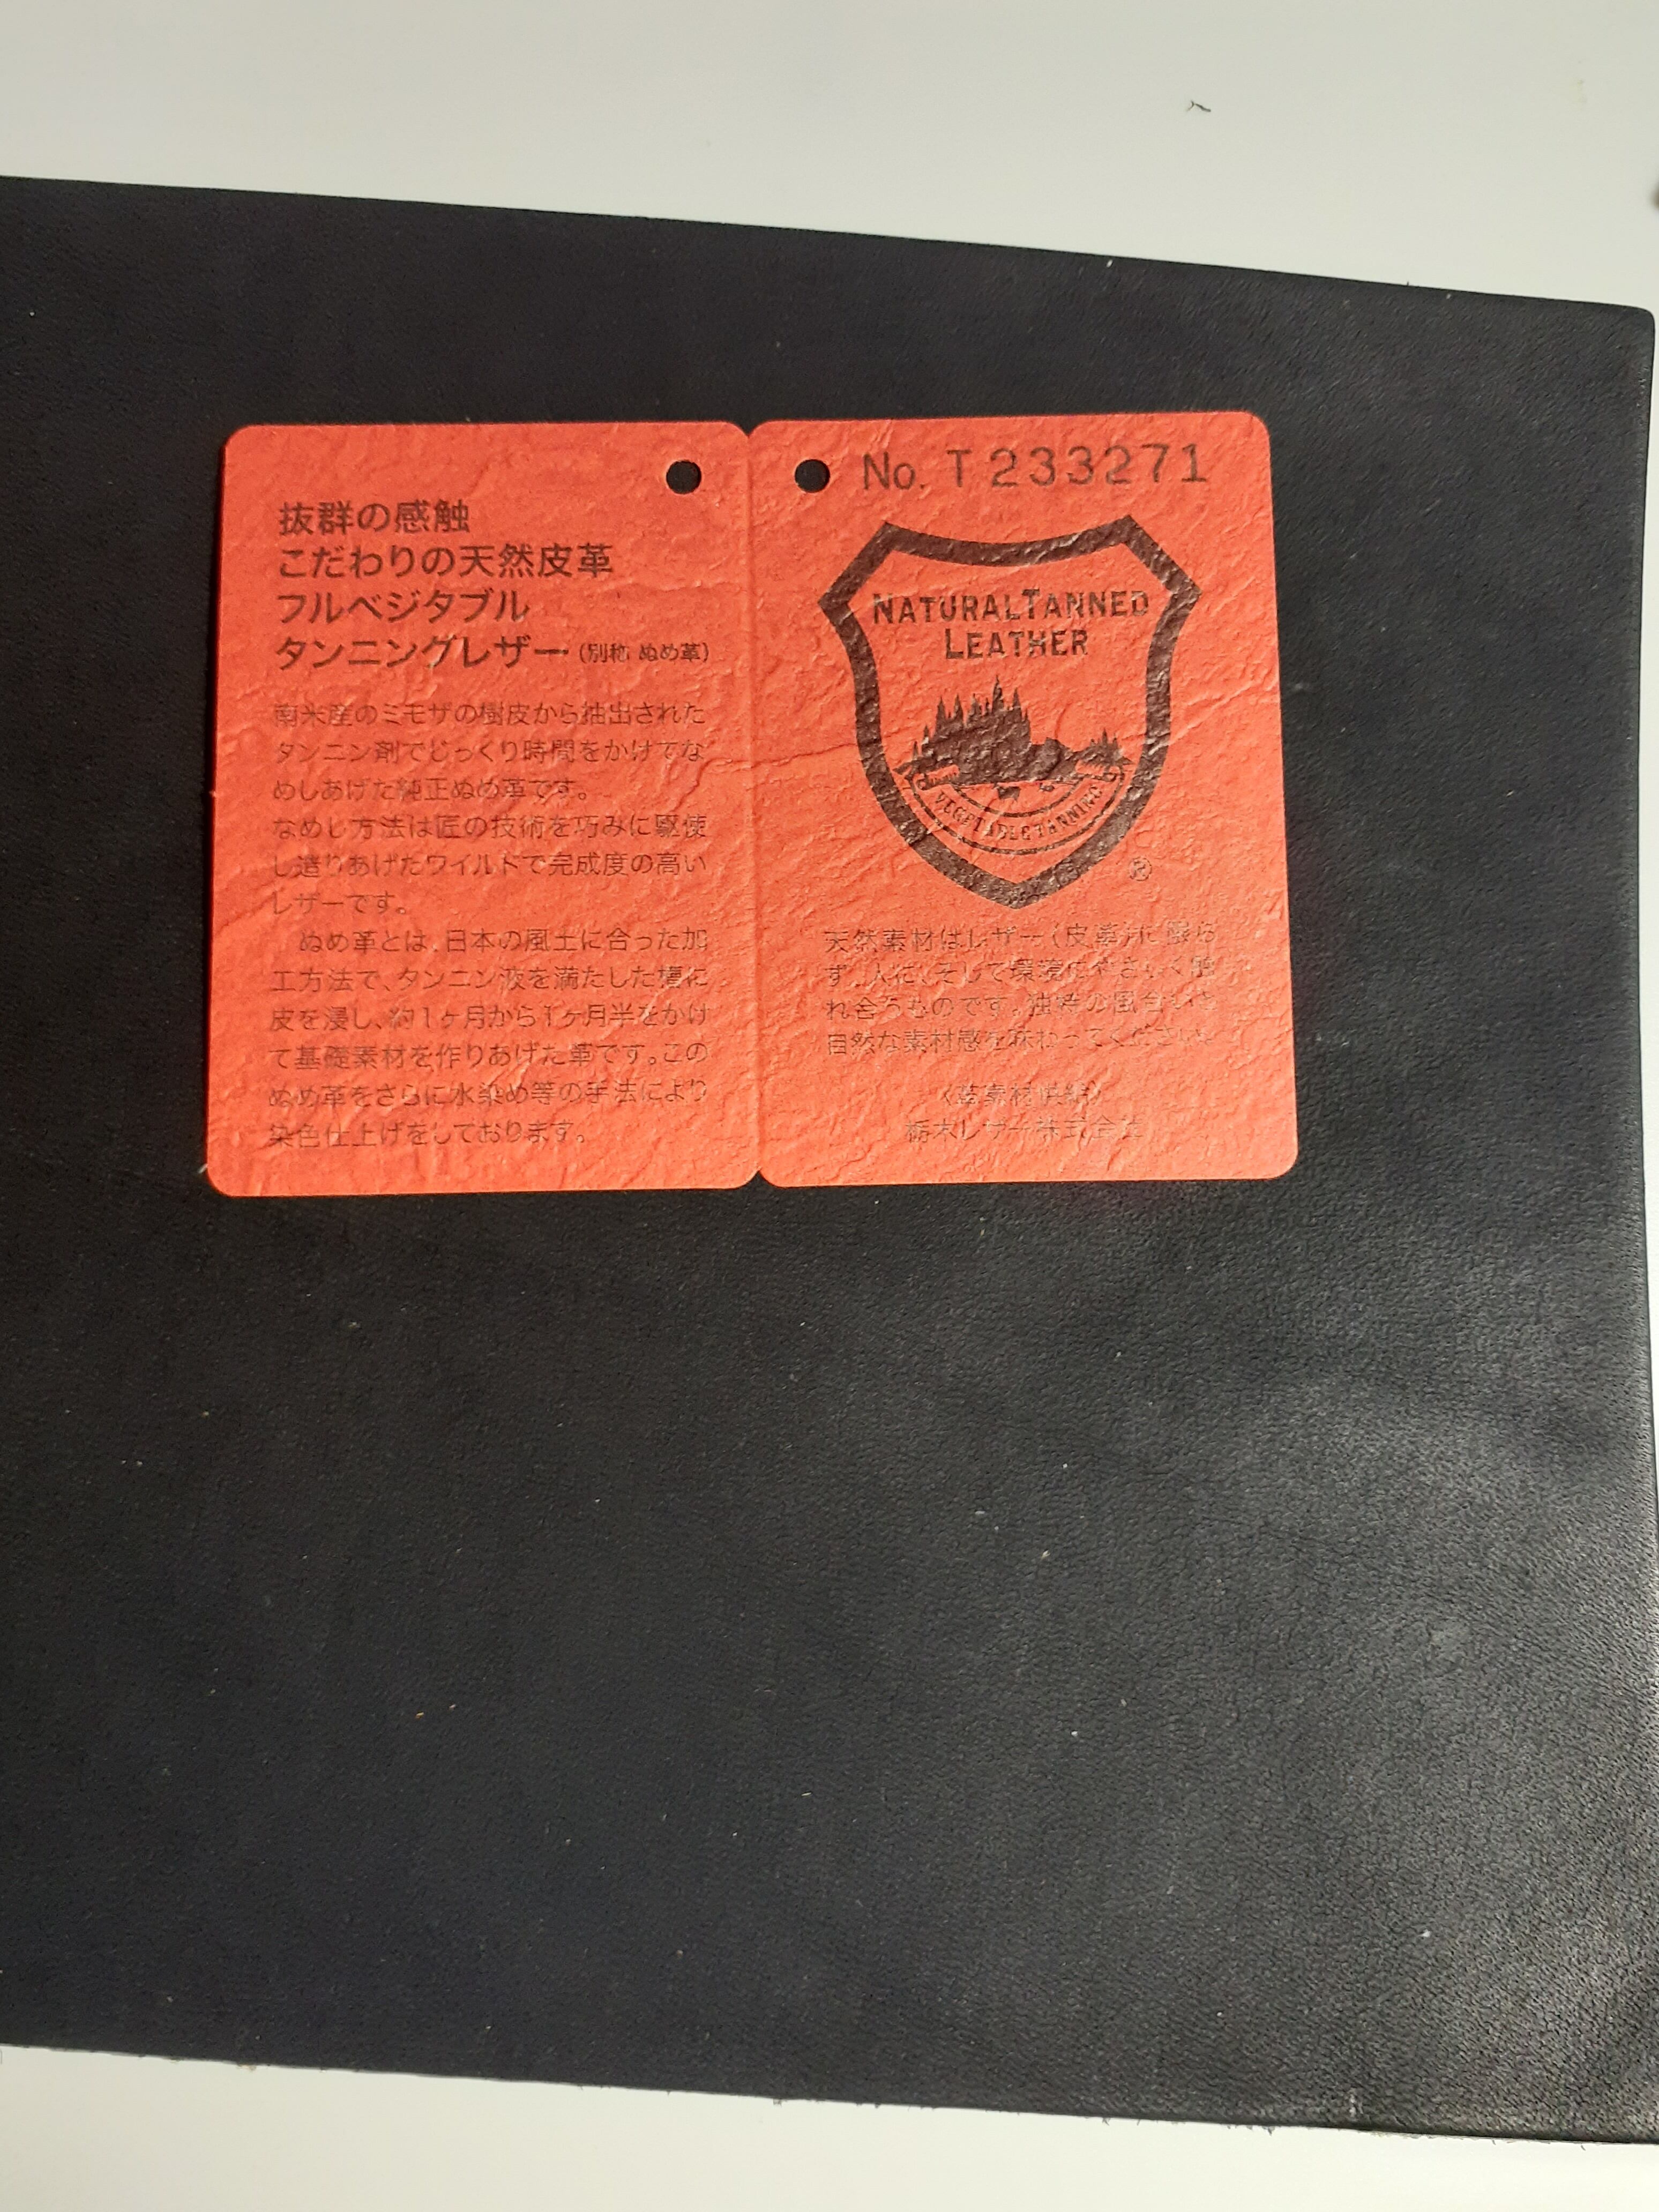 抜群の感触
こだわりの天然皮革
フルベジタブル
タンニングレザー(別称 ぬめ革)
南米産のミモザの樹皮から抽出された
タンニン剤でじっくり時間をかけてな
めしあげた純正ぬめ革です。
なめし方法は匠の技術を巧みに駆使
し造りあげたワイルドで完成度の高い
レザーです。
ぬめ革とは、日本の風土に合った加
工方法で、タンニン液を満たした槽に
皮を浸し、約1ヶ月から1ヶ月半をかけ
て基礎素材を作りあげた革です。この
ぬめ革をさらに水染め等の手法により
染色仕上げをしております。
No. T 233271
NATURAL TANNED
LEATHER
VEGETABLE TANNING
®
天然素材はレザー(皮革)に限ら
ず、人に、そして環境にやさしく触
れ合うものです。独特の風合いと
自然な素材感を味わってください。
栃木レザー株式会社